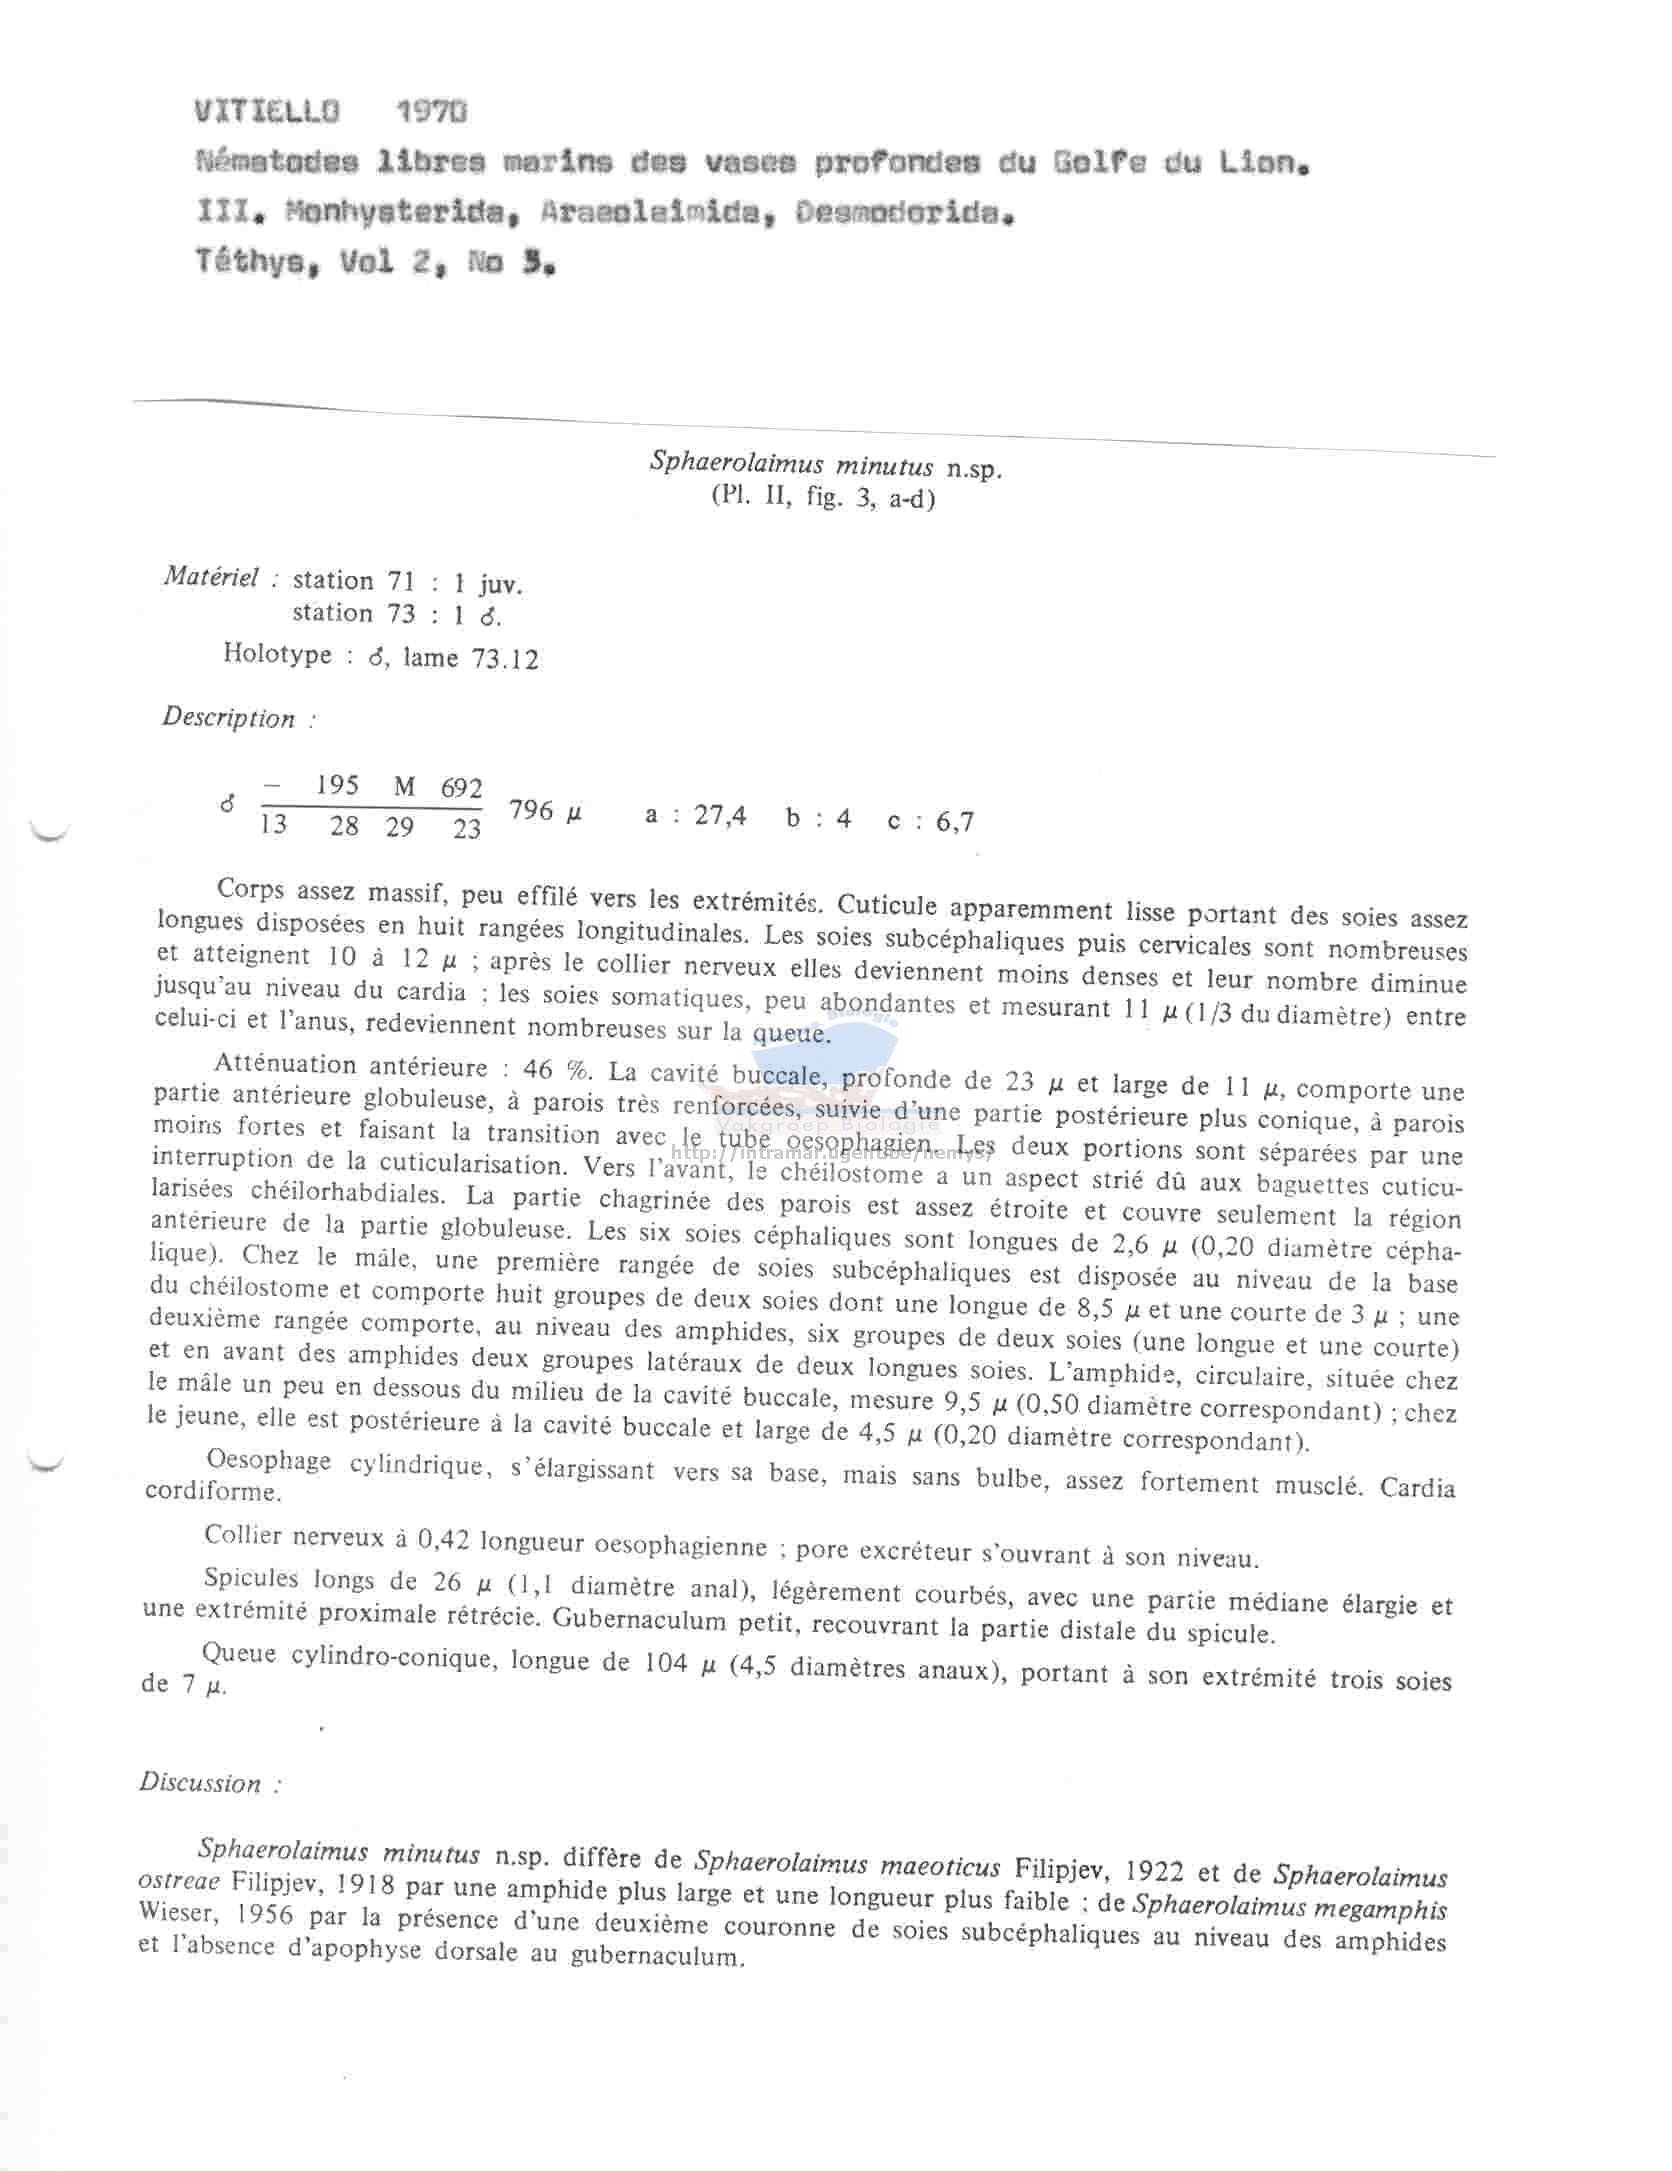 VITIELLO 1970
Nématodes libres marins des vases profondes du Golfe du Lion.
III. Monhysterida, Araeolaimida, Desmodorida.
Téthys, Vol 2, No 3.
Sphaerolaimus minutus n.sp.
(Pl. II, fig. 3, a-d)
Matériel : station 71 : 1 juv.
station 73 : 1 ♂.
Holotype : ♂, lame 73.12
Description :
— 195 M 692
♂ 796 μ a : 27,4 b : 4 c : 6,7
13 28 29 23
Corps assez massif, peu effilé vers les extrémités. Cuticule apparemment lisse portant des soies assez
longues disposées en huit rangées longitudinales. Les soies subcéphaliques puis cervicales sont nombreuses
et atteignent 10 à 12 μ ; après le collier nerveux elles deviennent moins denses et leur nombre diminue
jusqu'au niveau du cardia ; les soies somatiques, peu abondantes et mesurant 11 μ (1/3 du diamètre) entre
celui-ci et l'anus, redeviennent nombreuses sur la queue.
Biologie
Atténuation antérieure : 46 %. La cavité buccale, profonde de 23 μ et large de 11 μ, comporte une
partie antérieure globuleuse, à parois très renforcées, suivie d'une partie postérieure plus conique, à parois
Vakgroep Biologie
moins fortes et faisant la transition avec le tube oesophagien. Les deux portions sont séparées par une
http://intramar.ugent.be/nemys/
interruption de la cuticularisation. Vers l'avant, le chéilostome a un aspect strié dû aux baguettes cuticu-
larisées chéilorhabdiales. La partie chagrinée des parois est assez étroite et couvre seulement la région
antérieure de la partie globuleuse. Les six soies céphaliques sont longues de 2,6 μ (0,20 diamètre cépha-
lique). Chez le mâle, une première rangée de soies subcéphaliques est disposée au niveau de la base
du chéilostome et comporte huit groupes de deux soies dont une longue de 8,5 μ et une courte de 3 μ ; une
deuxième rangée comporte, au niveau des amphides, six groupes de deux soies (une longue et une courte)
et en avant des amphides deux groupes latéraux de deux longues soies. L'amphide, circulaire, située chez
le mâle un peu en dessous du milieu de la cavité buccale, mesure 9,5 μ (0,50 diamètre correspondant) ; chez
le jeune, elle est postérieure à la cavité buccale et large de 4,5 μ (0,20 diamètre correspondant).
Oesophage cylindrique, s'élargissant vers sa base, mais sans bulbe, assez fortement musclé. Cardia
cordiforme.
Collier nerveux à 0,42 longueur oesophagienne ; pore excréteur s'ouvrant à son niveau.
Spicules longs de 26 μ (1,1 diamètre anal), légèrement courbés, avec une partie médiane élargie et
une extrémité proximale rétrécie. Gubernaculum petit, recouvrant la partie distale du spicule.
Queue cylindro-conique, longue de 104 μ (4,5 diamètres anaux), portant à son extrémité trois soies
de 7 μ.
Discussion :
Sphaerolaimus minutus n.sp. diffère de Sphaerolaimus maeoticus Filipjev, 1922 et de Sphaerolaimus
ostreae Filipjev, 1918 par une amphide plus large et une longueur plus faible ; de Sphaerolaimus megamphis
Wieser, 1956 par la présence d'une deuxième couronne de soies subcéphaliques au niveau des amphides
et l'absence d'apophyse dorsale au gubernaculum.